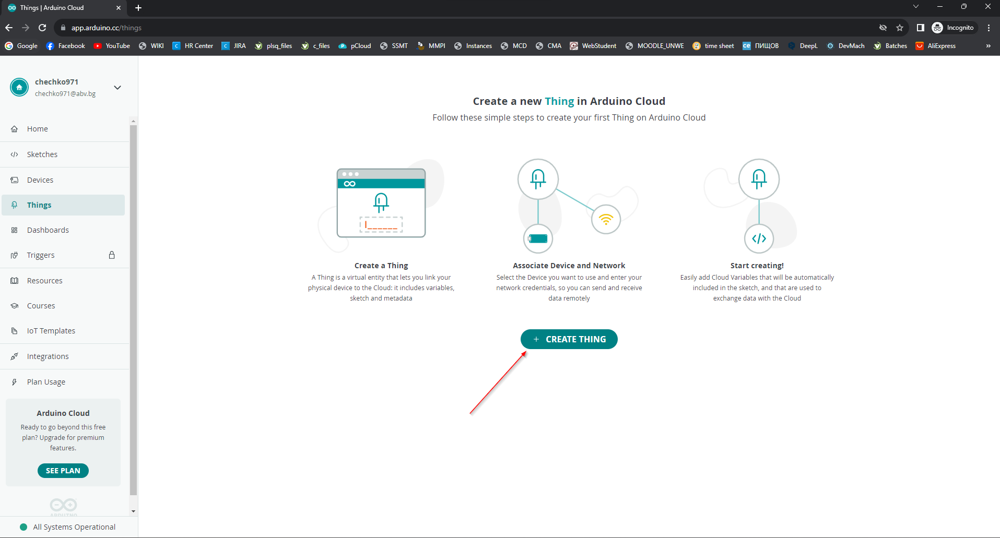 Things | Arduino Cloud
app.arduino.cc/things
Incognito
Google
Facebook
YouTube
WIKI
HR Center
JIRA
plsq_files
c_files
pCloud
SSMT
MMPI
Instances
MCD
CMA
WebStudent
MOODLE_UNWE
time sheet
ПИЩОВ
DeepL
DevMach
Batches
AliExpress
»
chechko971
chechko971@abv.bg
Home
Sketches
Devices
Things
Dashboards
Triggers
Resources
Courses
IoT Templates
Integrations
Plan Usage
Arduino Cloud
Ready to go beyond this free
plan? Upgrade for premium
features.
SEE PLAN
ARDUINO
All Systems Operational
Create a new Thing in Arduino Cloud
Follow these simple steps to create your first Thing on Arduino Cloud
Create a Thing
A Thing is a virtual entity that lets you link your
physical device to the Cloud: it includes variables,
sketch and metadata
Associate Device and Network
Select the Device you want to use and enter your
network credentials, so you can send and receive
data remotely
Start creating!
Easily add Cloud Variables that will be automatically
included in the sketch, and that are used to
exchange data with the Cloud
+ CREATE THING